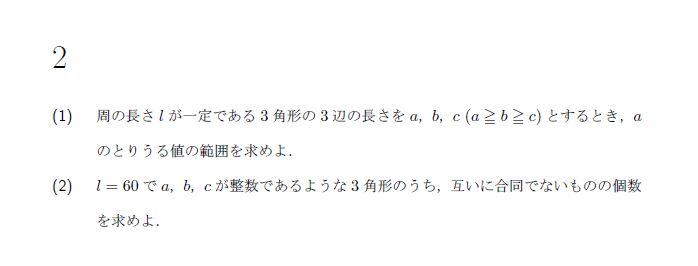 2
(1) 周の長さ l が一定である 3 角形の 3 辺の長さを a, b, c (a ≧ b ≧ c) とするとき, a
のとりうる値の範囲を求めよ.
(2) l = 60 で a, b, c が整数であるような 3 角形のうち, 互いに合同でないものの個数
を求めよ.